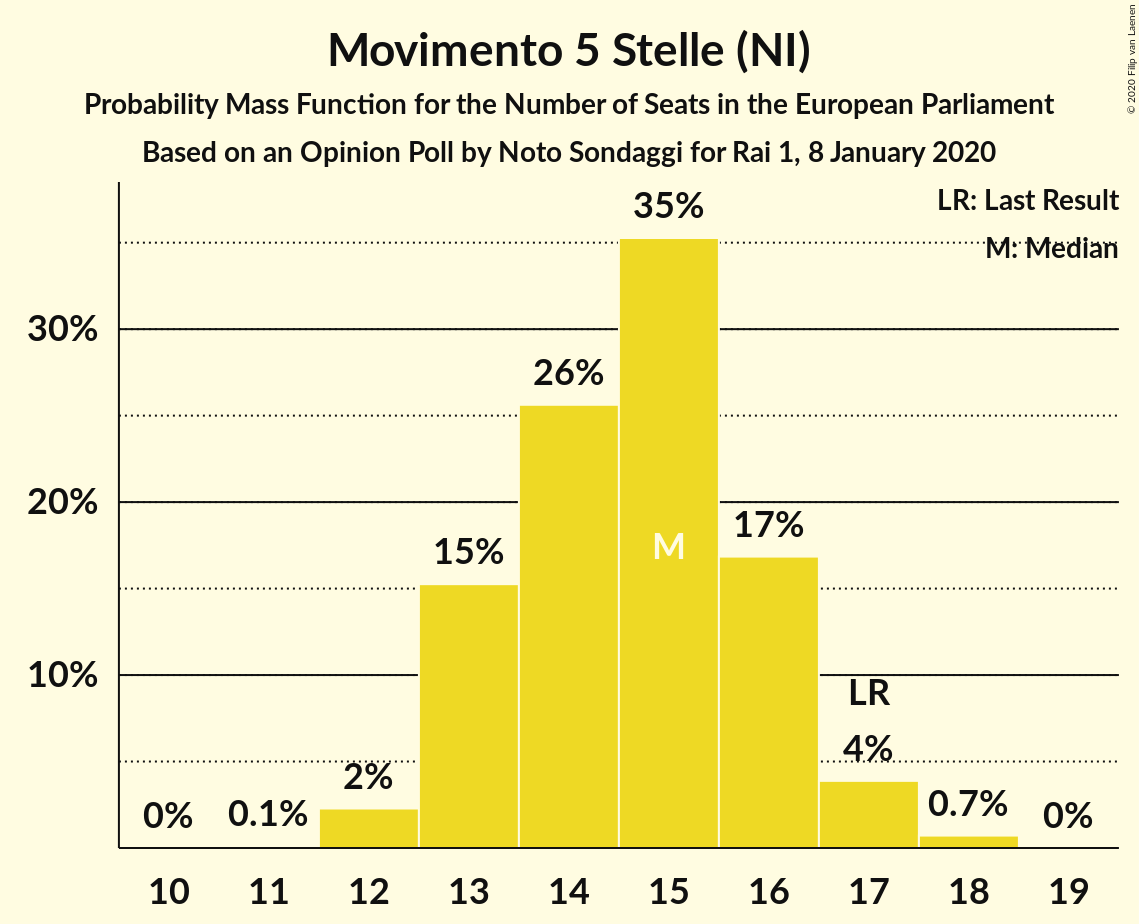 Movimento 5 Stelle (NI)
Probability Mass Function for the Number of Seats in the European Parliament
Based on an Opinion Poll by Noto Sondaggi for Rai 1, 8 January 2020
© 2020 Filip van Laenen
LR: Last Result
M: Median
35%
30%
26%
20%
17%
15%
M
10%
LR
4%
2%
0%
0.1%
0.7%
0%
10 11 12 13 14 15 16 17 18 19